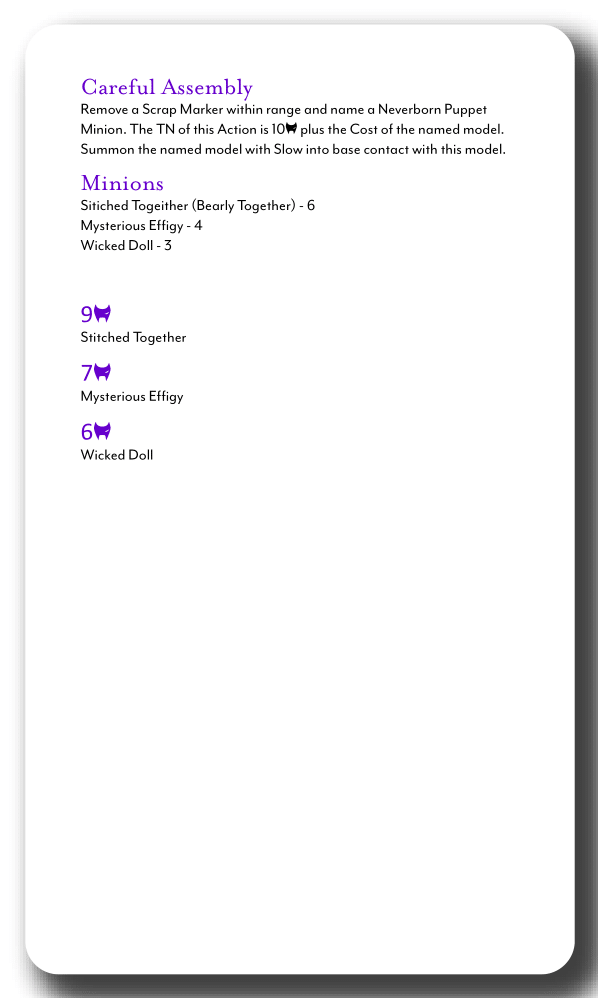 Careful Assembly
Remove a Scrap Marker within range and name a Neverborn Puppet
Minion. The TN of this Action is 10 plus the Cost of the named model.
Summon the named model with Slow into base contact with this model.
Minions
Sitiched Togeither (Bearly Together) - 6
Mysterious Effigy - 4
Wicked Doll - 3
9
Stitched Together
7
Mysterious Effigy
6
Wicked Doll